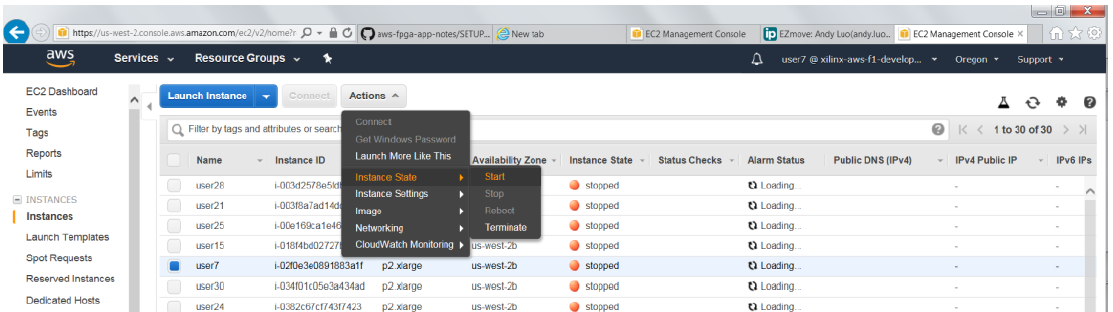 https://us-west-2.console.aws.amazon.com/ec2/v2/home?r
aws-fpga-app-notes/SETUP...
New tab
EC2 Management Console
EZmove: Andy Luo(andy.luo...
EC2 Management Console
aws
Services
Resource Groups
user7 @ xilinx-aws-f1-develop...
Oregon
Support
EC2 Dashboard
Events
Tags
Reports
Limits
INSTANCES
Instances
Launch Templates
Spot Requests
Reserved Instances
Dedicated Hosts
Launch Instance
Connect
Actions
Filter by tags and attributes or search
1 to 30 of 30
Connect
Get Windows Password
Launch More Like This
Instance State
Instance Settings
Image
Networking
CloudWatch Monitoring
Start
Stop
Reboot
Terminate
Name Instance ID Availability Zone Instance State Status Checks Alarm Status Public DNS (IPv4) IPv4 Public IP IPv6 IPs
user28 stopped Loading... - -
user21 stopped Loading... - -
user25 stopped Loading... - -
user15 us-west-2b stopped Loading... - -
user7 i-02f0e3e0891883a1f p2.xlarge us-west-2b stopped Loading... - -
user30 i-034f01c05e3a434ad p2.xlarge us-west-2b stopped Loading... - -
user24 i-0382c67cf743f7423 p2.xlarge us-west-2b stopped Loading... - -